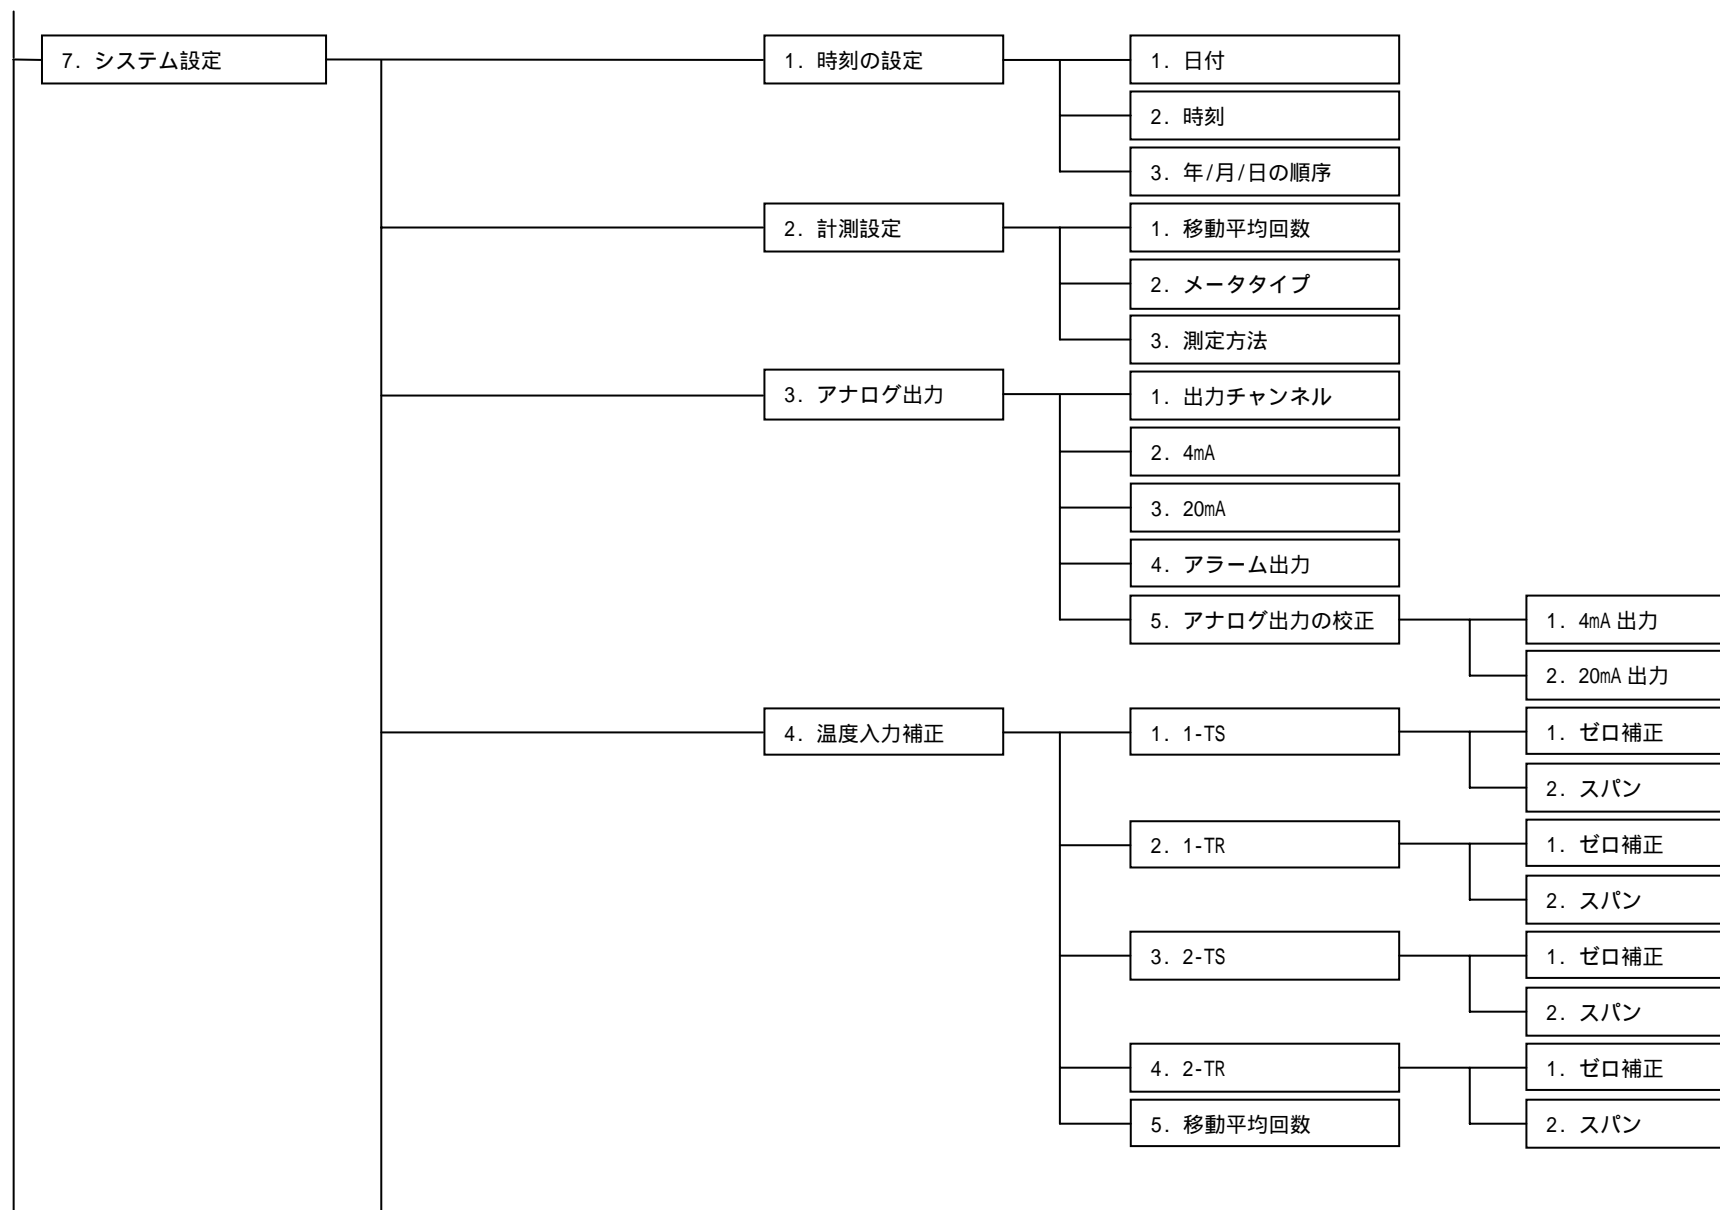 7. システム設定
1. 時刻の設定
1. 日付
2. 時刻
3. 年/月/日の順序
2. 計測設定
1. 移動平均回数
2. メータタイプ
3. 測定方法
3. アナログ出力
1. 出力チャンネル
2. 4mA
3. 20mA
4. アラーム出力
5. アナログ出力の校正
1. 4mA 出力
2. 20mA 出力
4. 温度入力補正
1. 1-TS
1. ゼロ補正
2. スパン
2. 1-TR
1. ゼロ補正
2. スパン
3. 2-TS
1. ゼロ補正
2. スパン
4. 2-TR
1. ゼロ補正
2. スパン
5. 移動平均回数